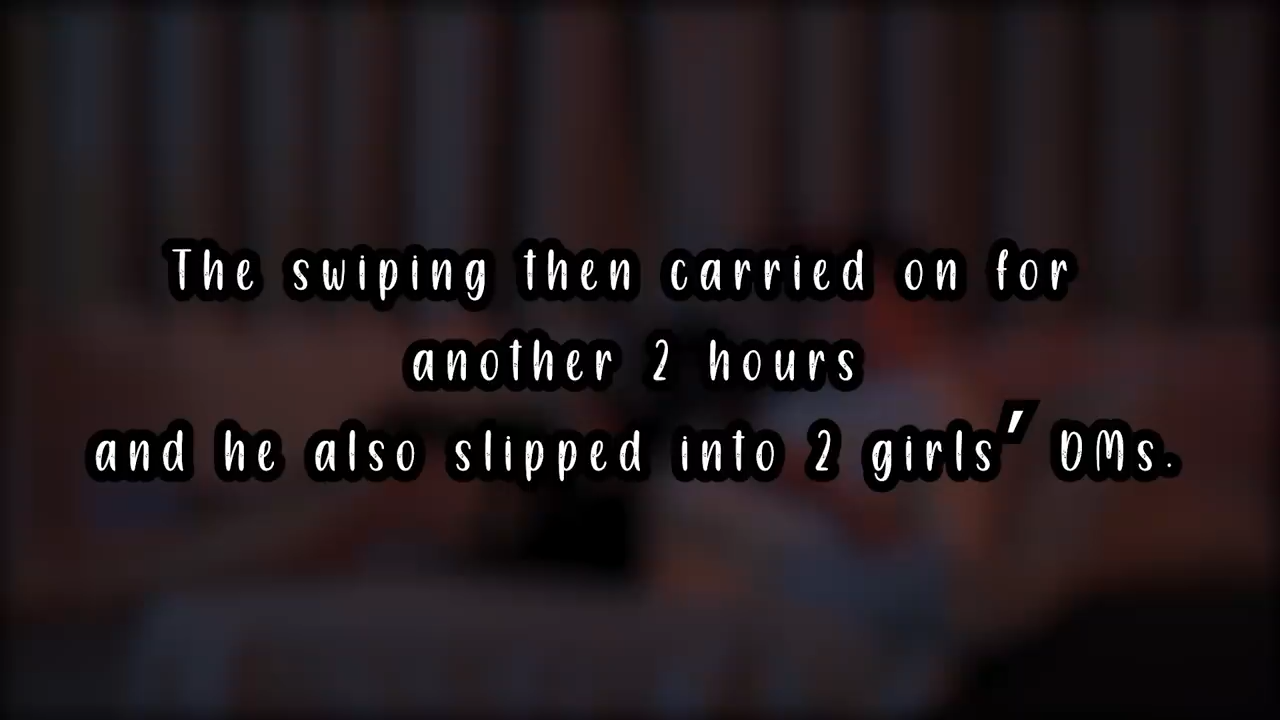 The swiping then carried on for
another 2 hours
and he also slipped into 2 girls’ DMs.